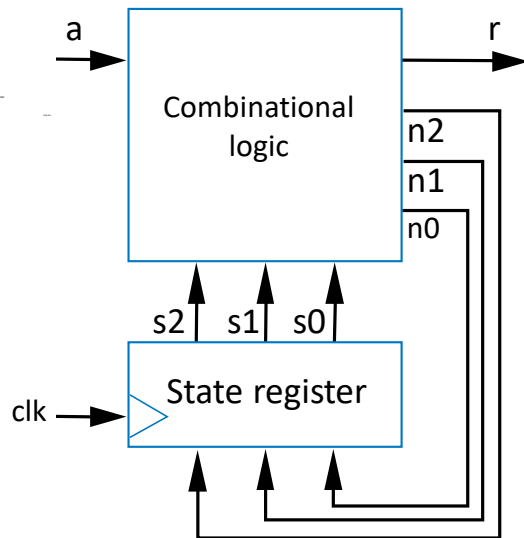 a
r
Combinational
logic
n2
n1
n0
s2 s1 s0
State register
clk